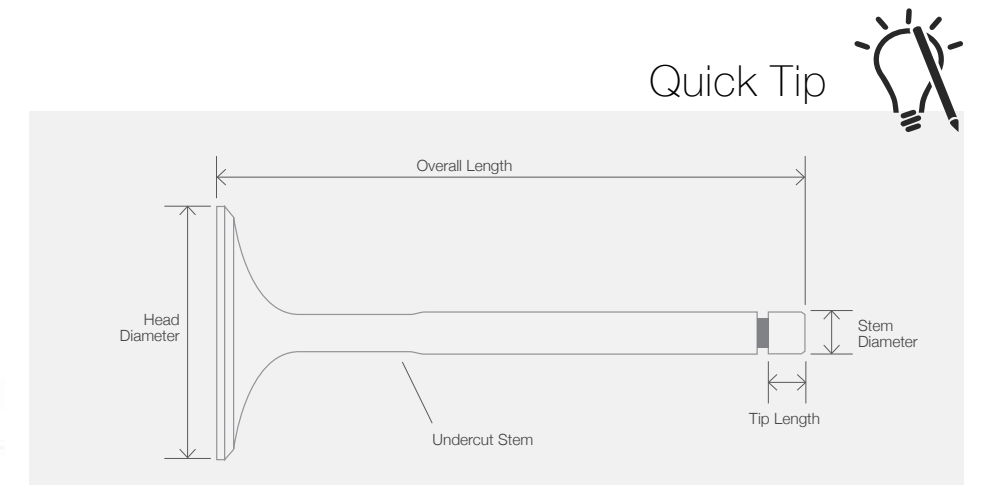 Quick Tip
Overall Length
Head
Diameter
Stem
Diameter
Tip Length
Undercut Stem